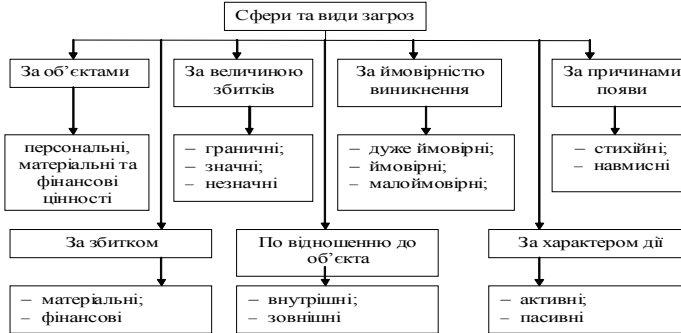 Сфери та види загроз
За об’єктами
За величиною
збитків
За ймовірністю
виникнення
За причинами
появи
персональні,
матеріальні та
фінансові
цінності
– граничні;
– значні;
– незначні
– дуже ймовірні;
– ймовірні;
– малоймовірні;
– стихійні;
– навмисні
За збитком
По відношенню до
об’єкта
За характером дії
– матеріальні;
– фінансові
– внутрішні;
– зовнішні
– активні;
– пасивні